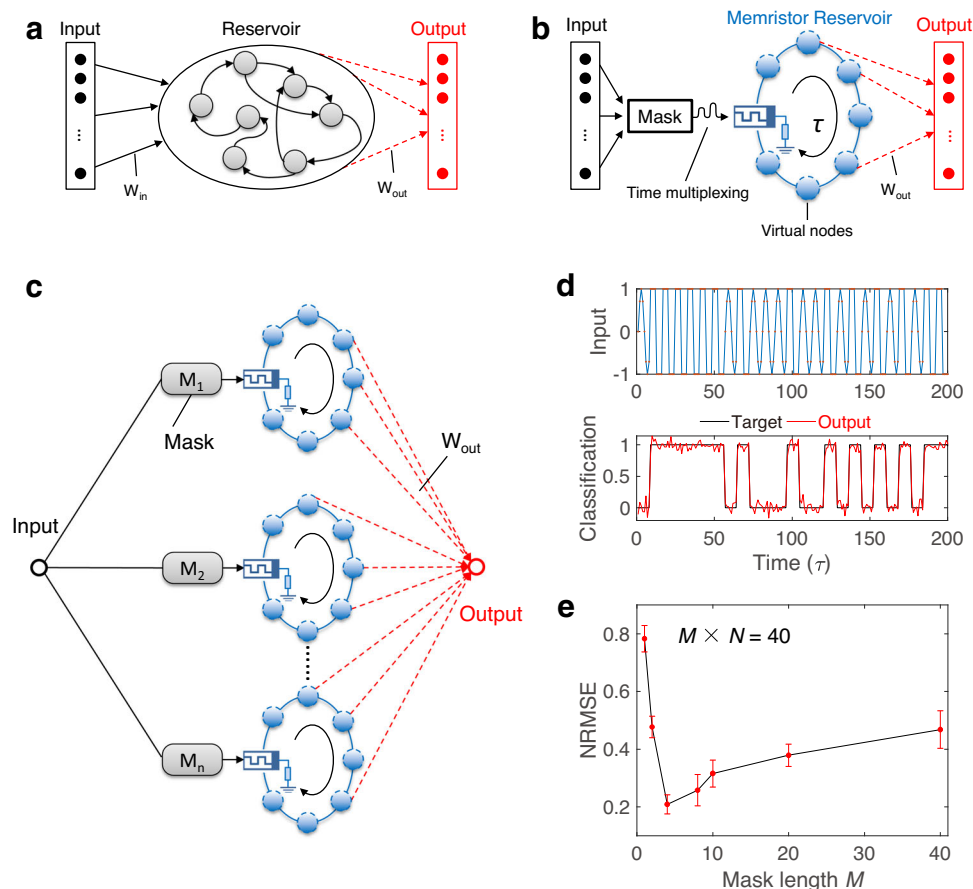 a
Input
Reservoir
Output
...
...
W_in
W_out
b
Input
Memristor Reservoir
Output
...
Mask
τ
...
Time multiplexing
W_out
Virtual nodes
c
M_1
Mask
W_out
Input
M_2
Output
M_n
d
Input
1
0
-1
0 50 100 150 200
Target Output
Classification
1
0.5
0
0 50 100 150 200
Time (τ)
e
M × N = 40
NRMSE
0.8
0.6
0.4
0.2
0 10 20 30 40
Mask length M